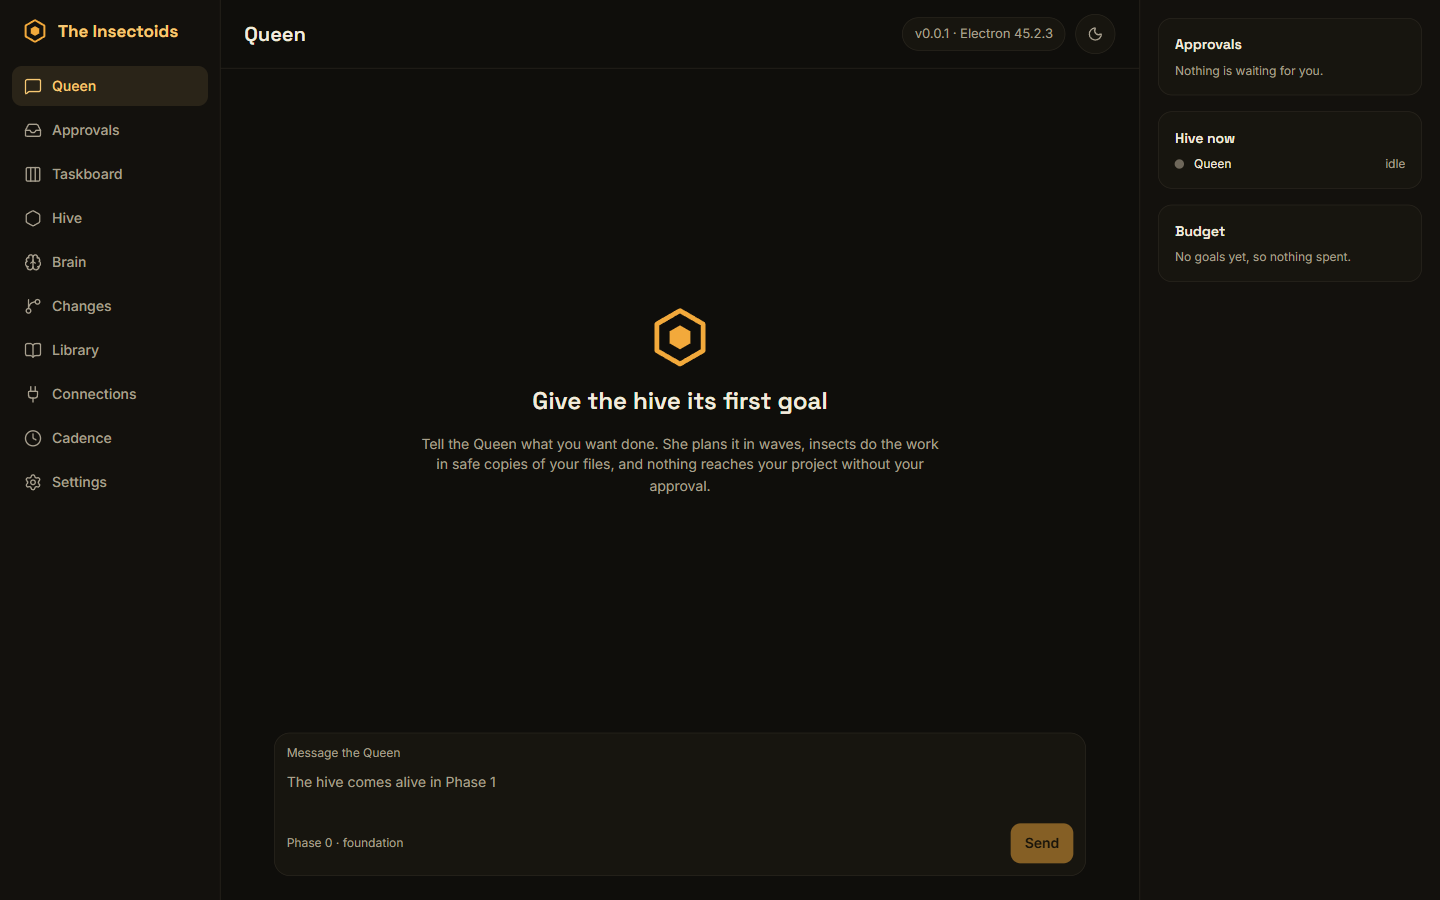 The Insectoids
Queen
Approvals
Taskboard
Hive
Brain
Changes
Library
Connections
Cadence
Settings
Queen
v0.0.1 · Electron 45.2.3
Give the hive its first goal
Tell the Queen what you want done. She plans it in waves, insects do the work
in safe copies of your files, and nothing reaches your project without your
approval.
Message the Queen
The hive comes alive in Phase 1
Phase 0 · foundation
Send
Approvals
Nothing is waiting for you.
Hive now
Queen idle
Budget
No goals yet, so nothing spent.